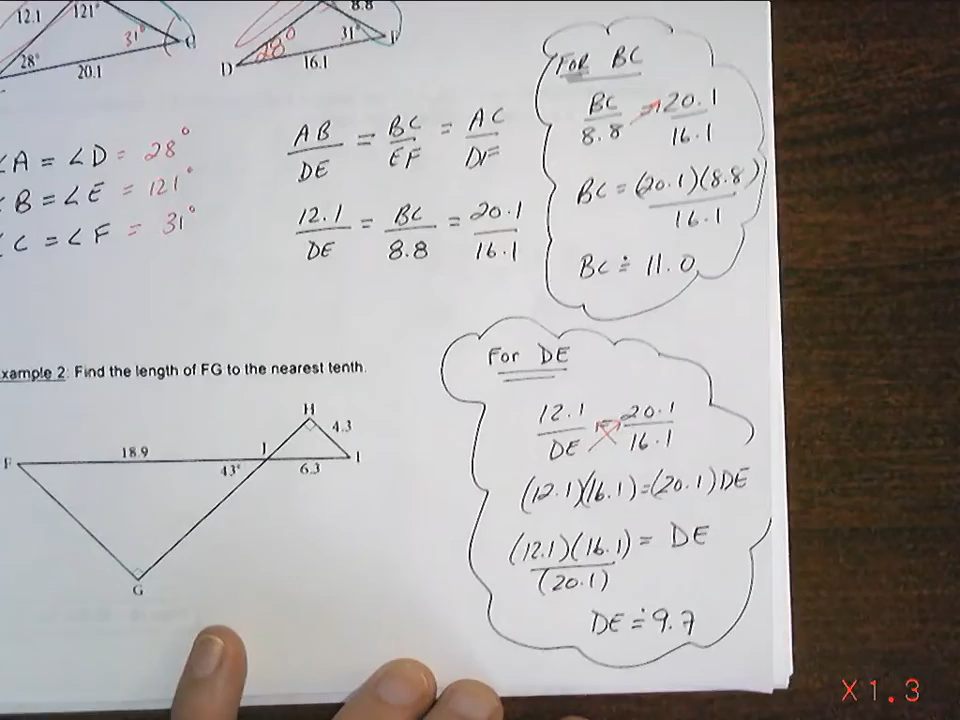 12.1 121° 31° C
28° 20.1
8.8
28° 31° F
D 16.1
∠A = ∠D = 28°
∠B = ∠E = 121°
∠C = ∠F = 31°
AB/DE = BC/EF = AC/DF
12.1/DE = BC/8.8 = 20.1/16.1
FOR BC
BC/8.8 = 20.1/16.1
BC = (20.1)(8.8)/16.1
BC ≐ 11.0
Example 2: Find the length of FG to the nearest tenth.
H
4.3
F 18.9 J I
43° 6.3
G
For DE
12.1/DE = 20.1/16.1
(12.1)(16.1) = (20.1) DE
(12.1)(16.1)/(20.1) = DE
DE ≐ 9.7
X1.3